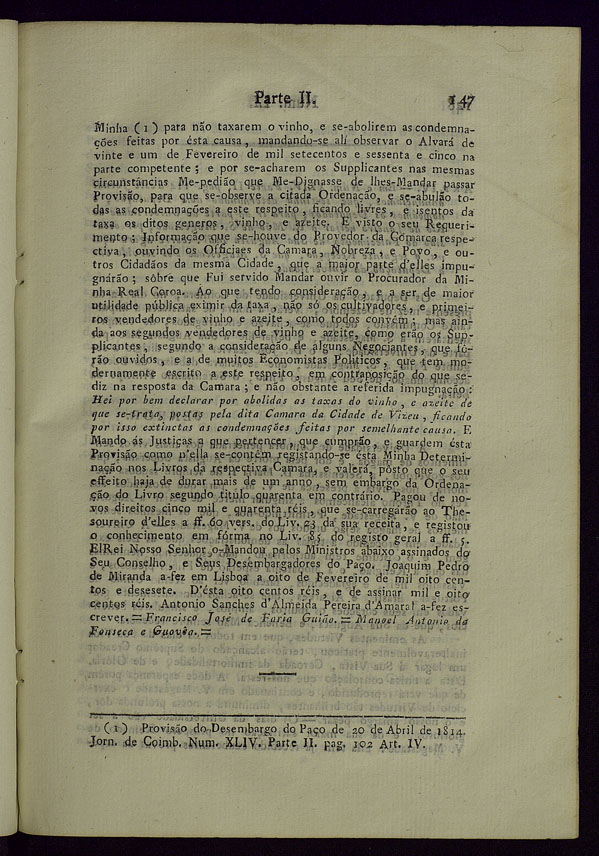 Parte II. 147
Minha (1) para não taxarem o vinho, e se-abolirem as condemna-
ções feitas por ésta causa, mandando-se alí observar o Alvará de
vinte e um de Fevereiro de mil setecentos e sessenta e cinco na
parte competente; e por se-acharem os Supplicantes nas mesmas
circunstâncias Me-pedião que Me-Dignasse de lhes-Mandar passar
Provisão, para que se-observe a citada Ordenação, e se-abulão to-
das as condemnações a este respeito, ficando livres, e isentos da
taxa os ditos generos, vinho, e azeite. E visto o seu Requeri-
mento; Informação que se-houve do Provedor da Comarca respe-
ctiva, ouvindo os Officiaes da Camara, Nobreza, e Povo, e ou-
tros Cidadãos da mesma Cidade, que a major parte d'elles impu-
gnárão; sôbre que Fui servido Mandar ouvir o Procurador da Mi-
nha Real Coroa. Ao que tendo consideração, e a ser de maior
utilidade pública eximir da taxa, não só os cultivadores, e primei-
ros vendedores de vinho e azeite, como todos convém; mas ain-
da aos segundos vendedores de vinho e azeite, como erão os Sup-
plicantes, segundo a consideração de alguns Negociantes, que fô-
rão ouvidos, e a de muitos Economistas Politicos, que tem mo-
dernamente escrito a este respeito, em contraposição do que se-
diz na resposta da Camara; e não obstante a referida impugnação:
Hei por bem declarar por abolidas as taxas do vinho, e azeite de
que se-trata, postas pela dita Camara da Cidade de Vizeu, ficando
por isso extinctas as condemnações feitas por semelhante causa. E
Mando ás Justiças a que pertencer, que cumprão, e guardem ésta
Provisão como n'ella se-contém registando-se ésta Minha Determi-
nação nos Livros da respectiva Camara, e valerá, posto que o seu
effeito haja de durar mais de um anno, sem embargo da Ordena-
ção do Livro segundo titulo quarenta em contrário. Pagou de no-
vos direitos cinco mil e quarenta réis, que se-carregarão ao The-
soureiro d'elles a ff. 60 vers. do Liv. 23 da sua receita, e registou
o conhecimento em fórma no Liv. 85 do registo geral a ff. 5.
ElRei Nosso Senhor o-Mandou pelos Ministros abaixo assinados do
Seu Conselho, e Seus Desembargadores do Paço. Joaquim Pedro
de Miranda a-fez em Lisboa a oito de Fevereiro de mil oito cen-
tos e desesete. D'ésta oito centos réis, e de assinar mil e oito
centos réis. Antonio Sanches d'Almeida Pereira d'Amaral a-fez es-
crever. = Francisco José de Faria Guião. = Manoel Antonio da
Fonseca e Guovêa. =
(1) Provisão do Desembargo do Paço de 20 de Abril de 1814.
Jorn. de Coimb. Num. XLIV. Parte II. pag. 102 Art. IV.